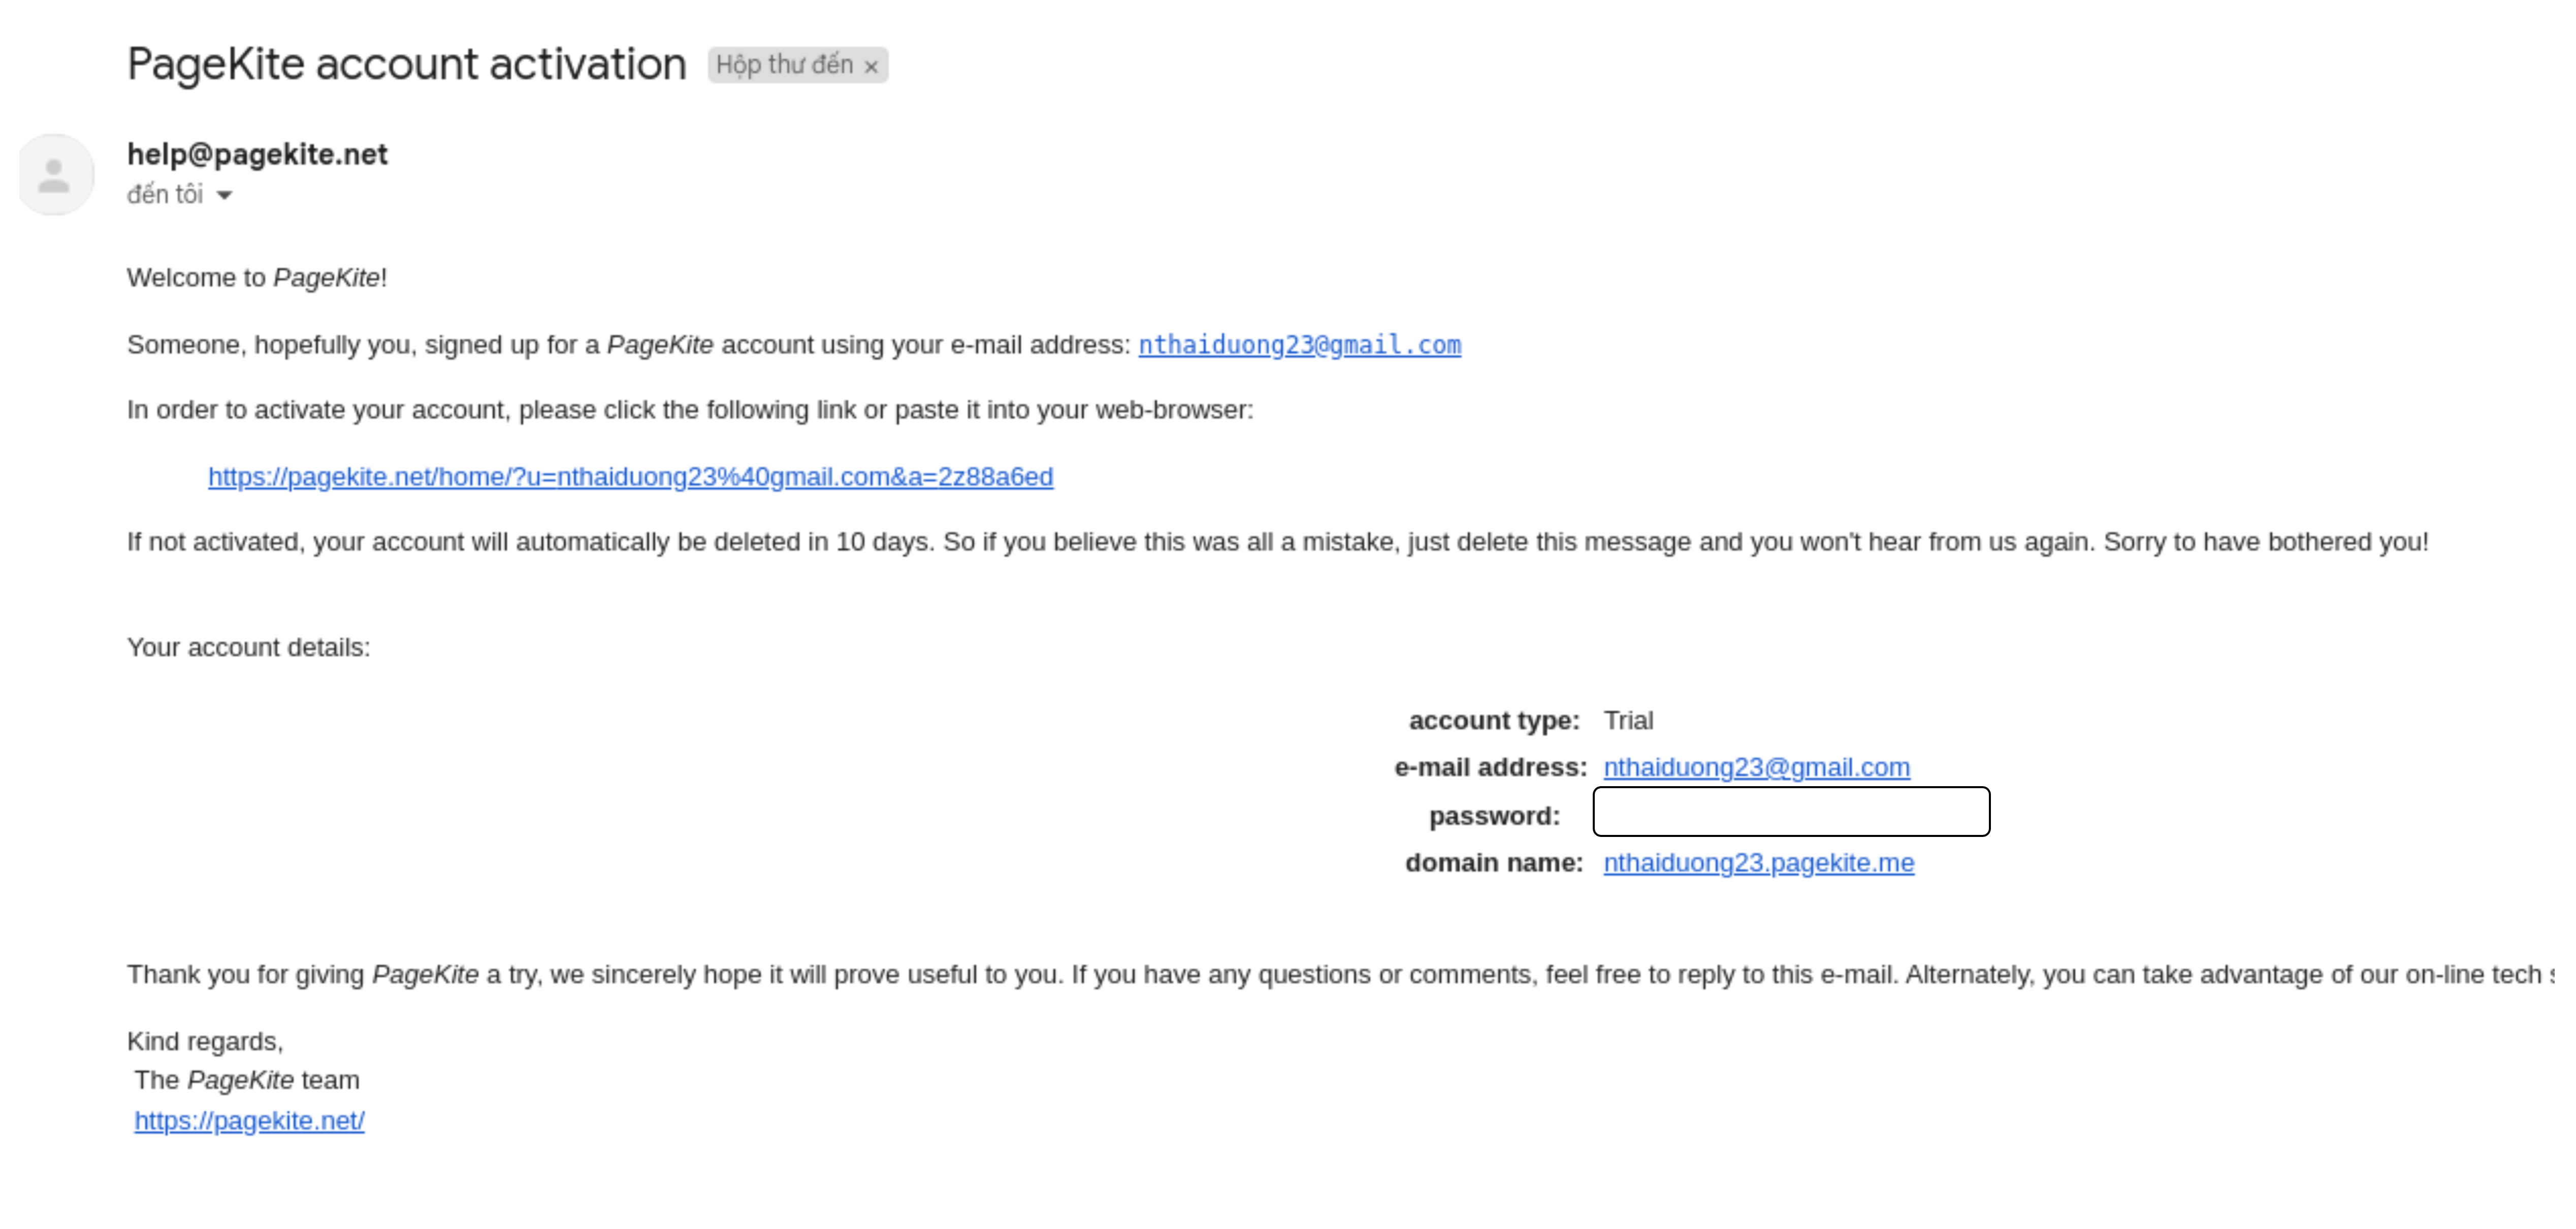 PageKite account activation Hộp thư đến ×
help@pagekite.net
đến tôi
Welcome to PageKite!
Someone, hopefully you, signed up for a PageKite account using your e-mail address: nthaiduong23@gmail.com
In order to activate your account, please click the following link or paste it into your web-browser:
https://pagekite.net/home/?u=nthaiduong23%40gmail.com&a=2z88a6ed
If not activated, your account will automatically be deleted in 10 days. So if you believe this was all a mistake, just delete this message and you won't hear from us again. Sorry to have bothered you!
Your account details:
account type: Trial
e-mail address: nthaiduong23@gmail.com
password:
domain name: nthaiduong23.pagekite.me
Thank you for giving PageKite a try, we sincerely hope it will prove useful to you. If you have any questions or comments, feel free to reply to this e-mail. Alternately, you can take advantage of our on-line tech
Kind regards,
The PageKite team
https://pagekite.net/